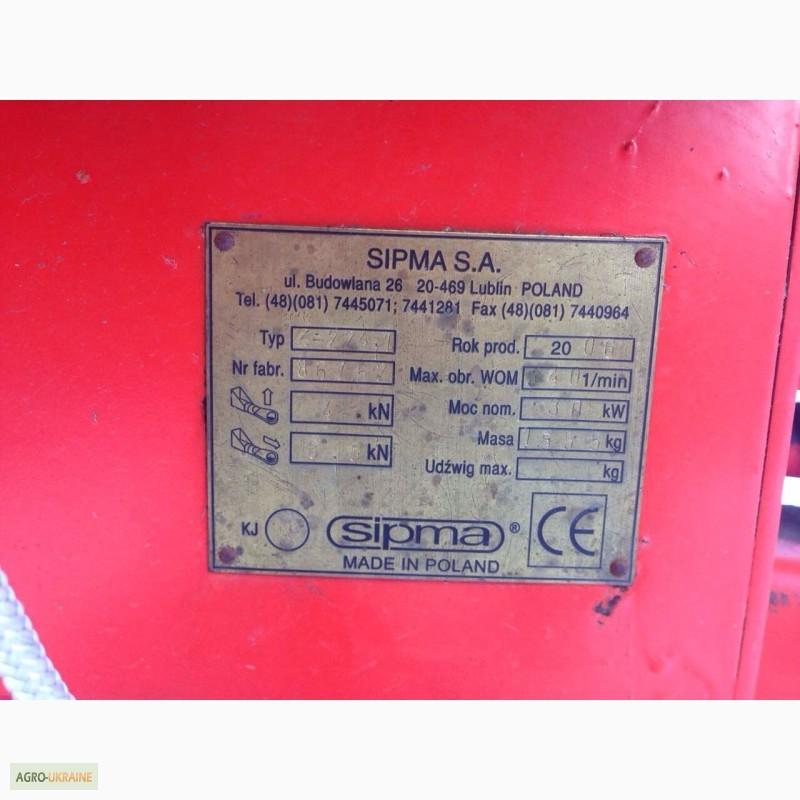 SIPMA S.A.
ul. Budowlana 26 20-469 Lublin POLAND
Tel. (48)(081) 7445071; 7441281 Fax (48)(081) 7440964
Typ
Nr fabr.
kN
kN
Rok prod. 20
Max. obr. WOM 1/min
Moc nom. kW
Masa kg
Udźwig max. kg
KJ sipma® CE
MADE IN POLAND
AGRO-UKRAINE